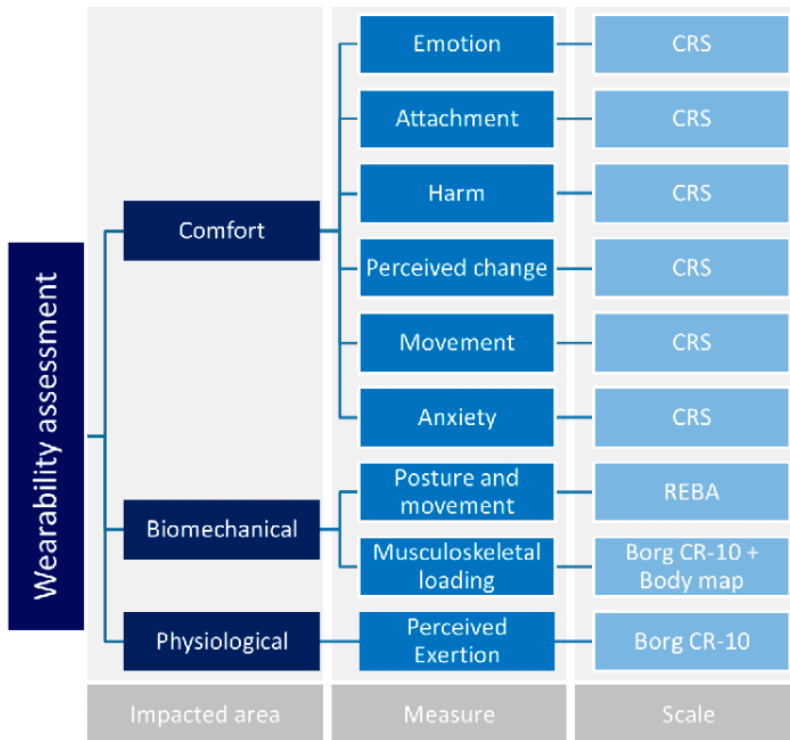 Wearability assessment
Comfort
Biomechanical
Physiological
Emotion
Attachment
Harm
Perceived change
Movement
Anxiety
Posture and
movement
Musculoskeletal
loading
Perceived
Exertion
CRS
CRS
CRS
CRS
CRS
CRS
REBA
Borg CR-10 +
Body map
Borg CR-10
Impacted area
Measure
Scale